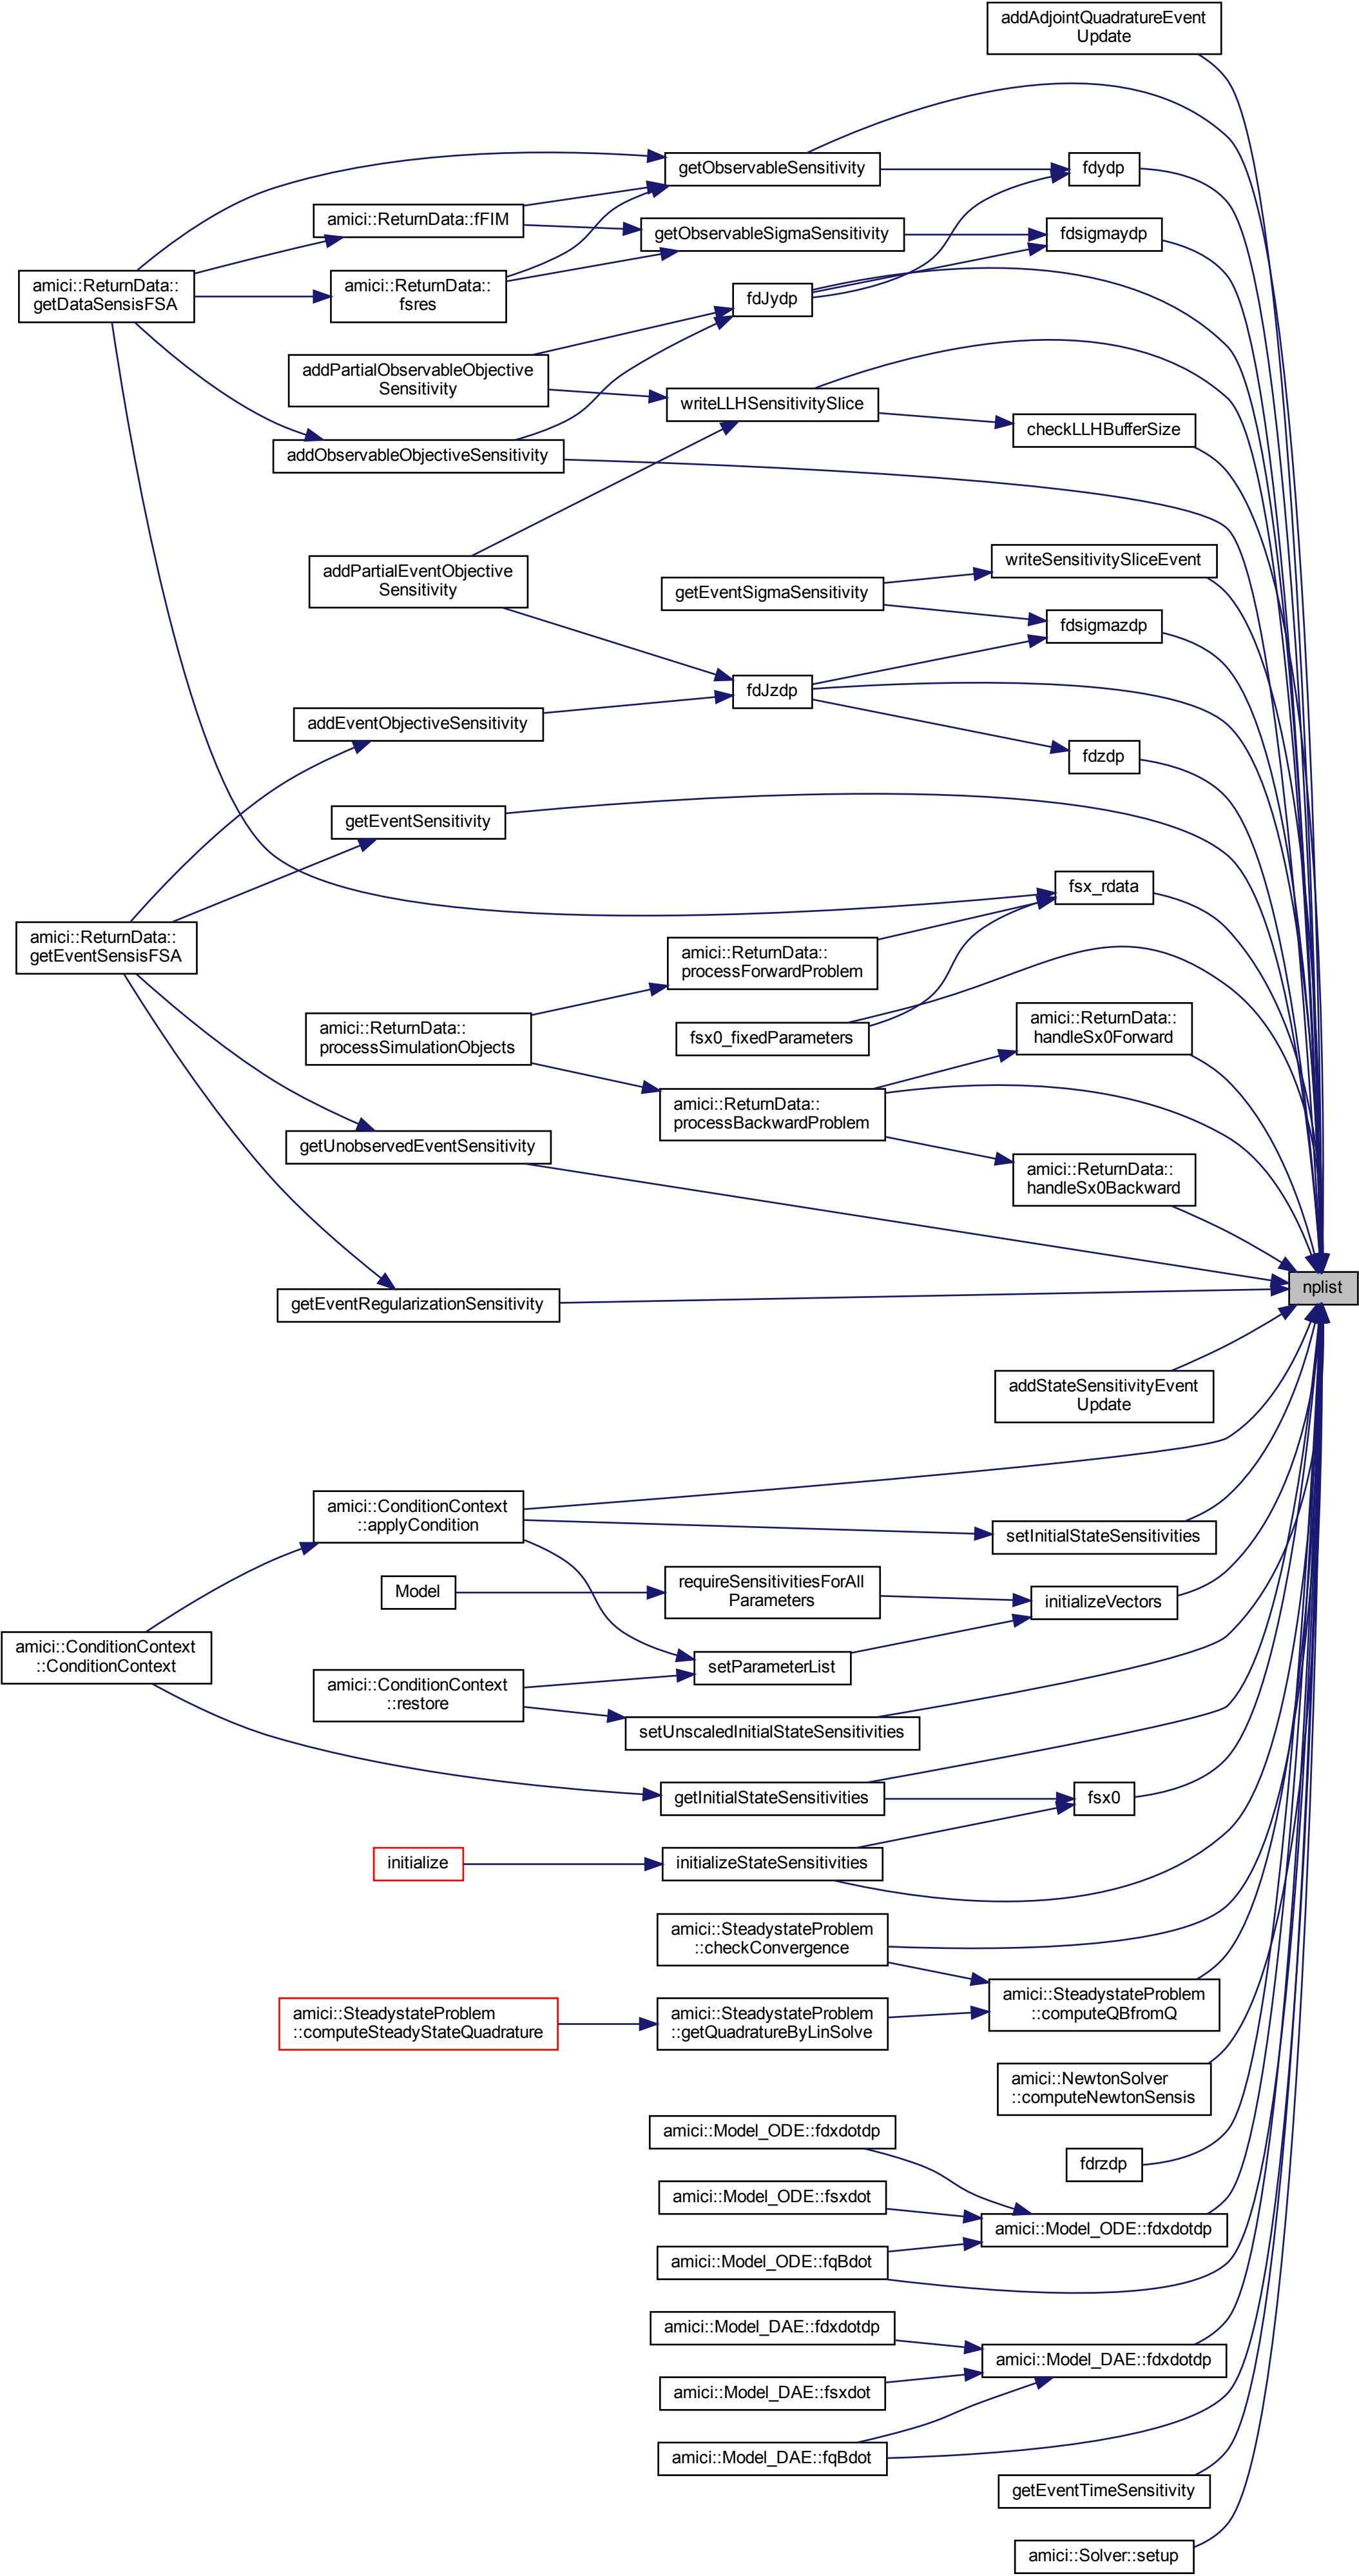 addAdjointQuadratureEvent
Update
getObservableSensitivity
fdydp
amici::ReturnData::fFIM
getObservableSigmaSensitivity
fdsigmaydp
amici::ReturnData::
getDataSensisFSA
amici::ReturnData::
fsres
fdJydp
addPartialObservableObjective
Sensitivity
writeLLHSensitivitySlice
checkLLHBufferSize
addObservableObjectiveSensitivity
addPartialEventObjective
Sensitivity
writeSensitivitySliceEvent
getEventSigmaSensitivity
fdsigmazdp
fdJzdp
addEventObjectiveSensitivity
fdzdp
getEventSensitivity
fsx_rdata
amici::ReturnData::
getEventSensisFSA
amici::ReturnData::
processForwardProblem
amici::ReturnData::
processSimulationObjects
fsx0_fixedParameters
amici::ReturnData::
handleSx0Forward
amici::ReturnData::
processBackwardProblem
getUnobservedEventSensitivity
amici::ReturnData::
handleSx0Backward
nplist
getEventRegularizationSensitivity
addStateSensitivityEvent
Update
amici::ConditionContext
::applyCondition
setInitialStateSensitivities
Model
requireSensitivitiesForAll
Parameters
initializeVectors
amici::ConditionContext
::ConditionContext
setParameterList
amici::ConditionContext
::restore
setUnscaledInitialStateSensitivities
getInitialStateSensitivities
fsx0
initialize
initializeStateSensitivities
amici::SteadystateProblem
::checkConvergence
amici::SteadystateProblem
::computeQBfromQ
amici::SteadystateProblem
::computeSteadyStateQuadrature
amici::SteadystateProblem
::getQuadratureByLinSolve
amici::NewtonSolver
::computeNewtonSensis
amici::Model_ODE::fdxdotdp
fdrzdp
amici::Model_ODE::fsxdot
amici::Model_ODE::fdxdotdp
amici::Model_ODE::fqBdot
amici::Model_DAE::fdxdotdp
amici::Model_DAE::fdxdotdp
amici::Model_DAE::fsxdot
amici::Model_DAE::fqBdot
getEventTimeSensitivity
amici::Solver::setup